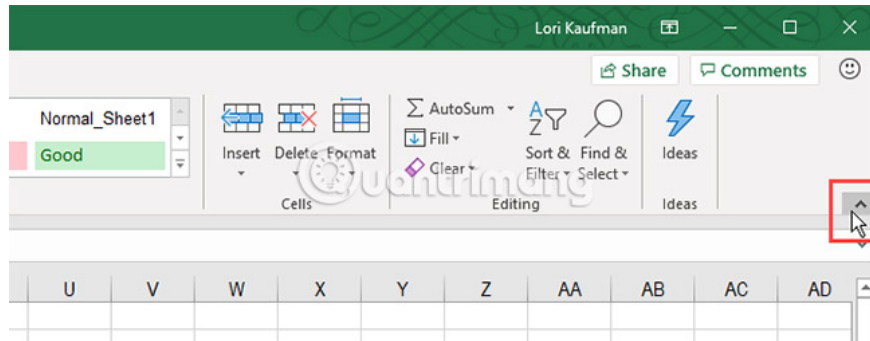 Lori Kaufman
Share Comments
Normal_Sheet1
Good
Insert Delete Format
AutoSum
Fill
Clear
Sort & Filter
Find & Select
Ideas
Cells Editing Ideas
Quantrimang
U V W X Y Z AA AB AC AD